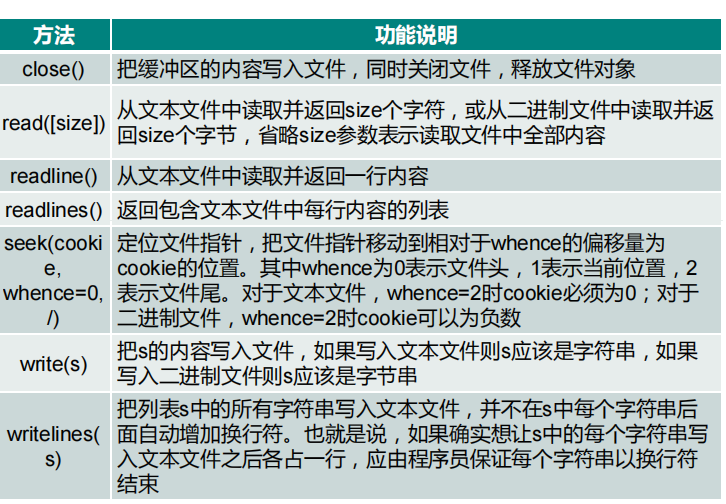 方法 功能说明
close() 把缓冲区的内容写入文件，同时关闭文件，释放文件对象
read([size]) 从文本文件中读取并返回size个字符，或从二进制文件中读取并返
回size个字节，省略size参数表示读取文件中全部内容
readline() 从文本文件中读取并返回一行内容
readlines() 返回包含文本文件中每行内容的列表
seek(cooki
e,
whence=0,
/)
定位文件指针，把文件指针移动到相对于whence的偏移量为
cookie的位置。其中whence为0表示文件头，1表示当前位置，2
表示文件尾。对于文本文件，whence=2时cookie必须为0；对于
二进制文件，whence=2时cookie可以为负数
write(s) 把s的内容写入文件，如果写入文本文件则s应该是字符串，如果
写入二进制文件则s应该是字节串
writelines(
s)
把列表s中的所有字符串写入文本文件，并不在s中每个字符串后
面自动增加换行符。也就是说，如果确实想让s中的每个字符串写
入文本文件之后各占一行，应由程序员保证每个字符串以换行符
结束